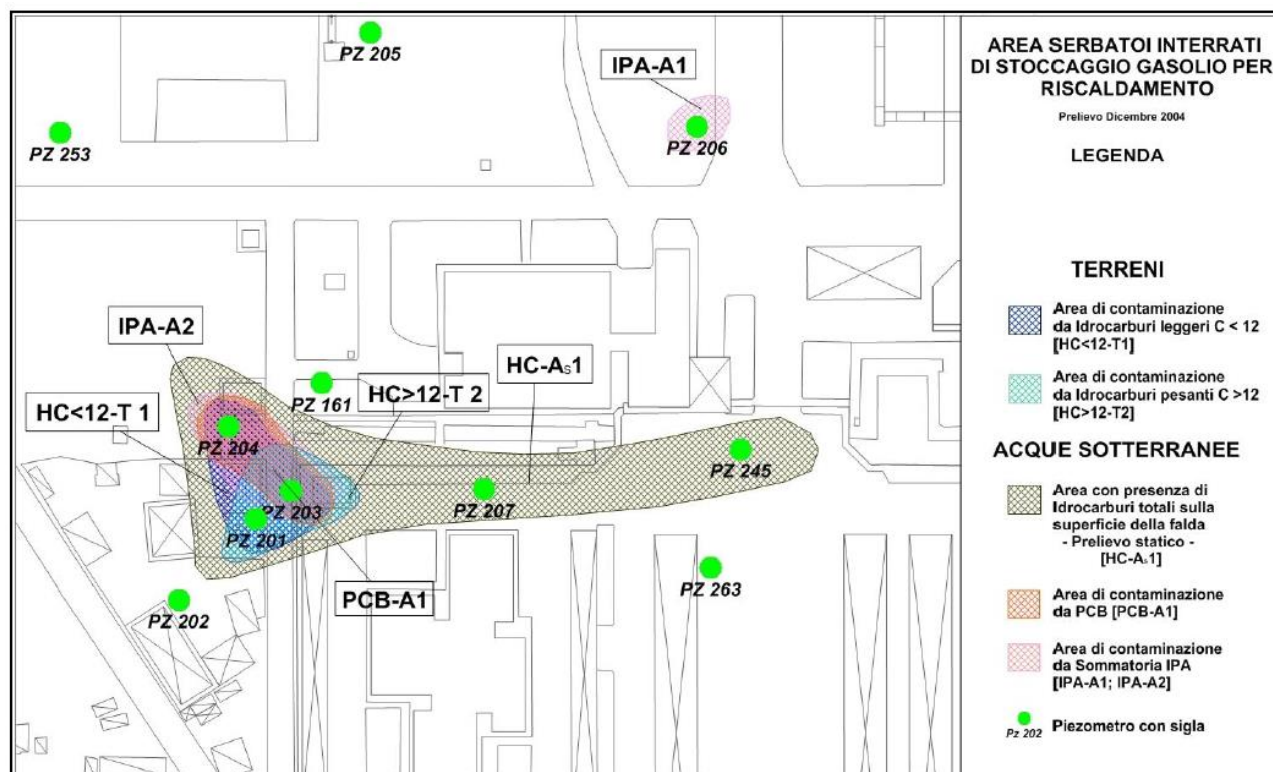 PZ 205
IPA-A1
PZ 253
PZ 206
IPA-A2
HC<12-T 1
PZ 161
HC>12-T 2
HC-As1
PZ 204
PZ 203
PZ 201
PZ 207
PZ 245
PZ 202
PCB-A1
PZ 263
AREA SERBATOI INTERRATI
DI STOCCAGGIO GASOLIO PER
RISCALDAMENTO
Prelievo Dicembre 2004
LEGENDA
TERRENI
Area di contaminazione
da Idrocarburi leggeri C < 12
[HC<12-T1]
Area di contaminazione
da Idrocarburi pesanti C >12
[HC>12-T2]
ACQUE SOTTERRANEE
Area con presenza di
Idrocarburi totali sulla
superficie della falda
- Prelievo statico -
[HC-As1]
Area di contaminazione
da PCB [PCB-A1]
Area di contaminazione
da Sommatoria IPA
[IPA-A1; IPA-A2]
Pz 202
Piezometro con sigla